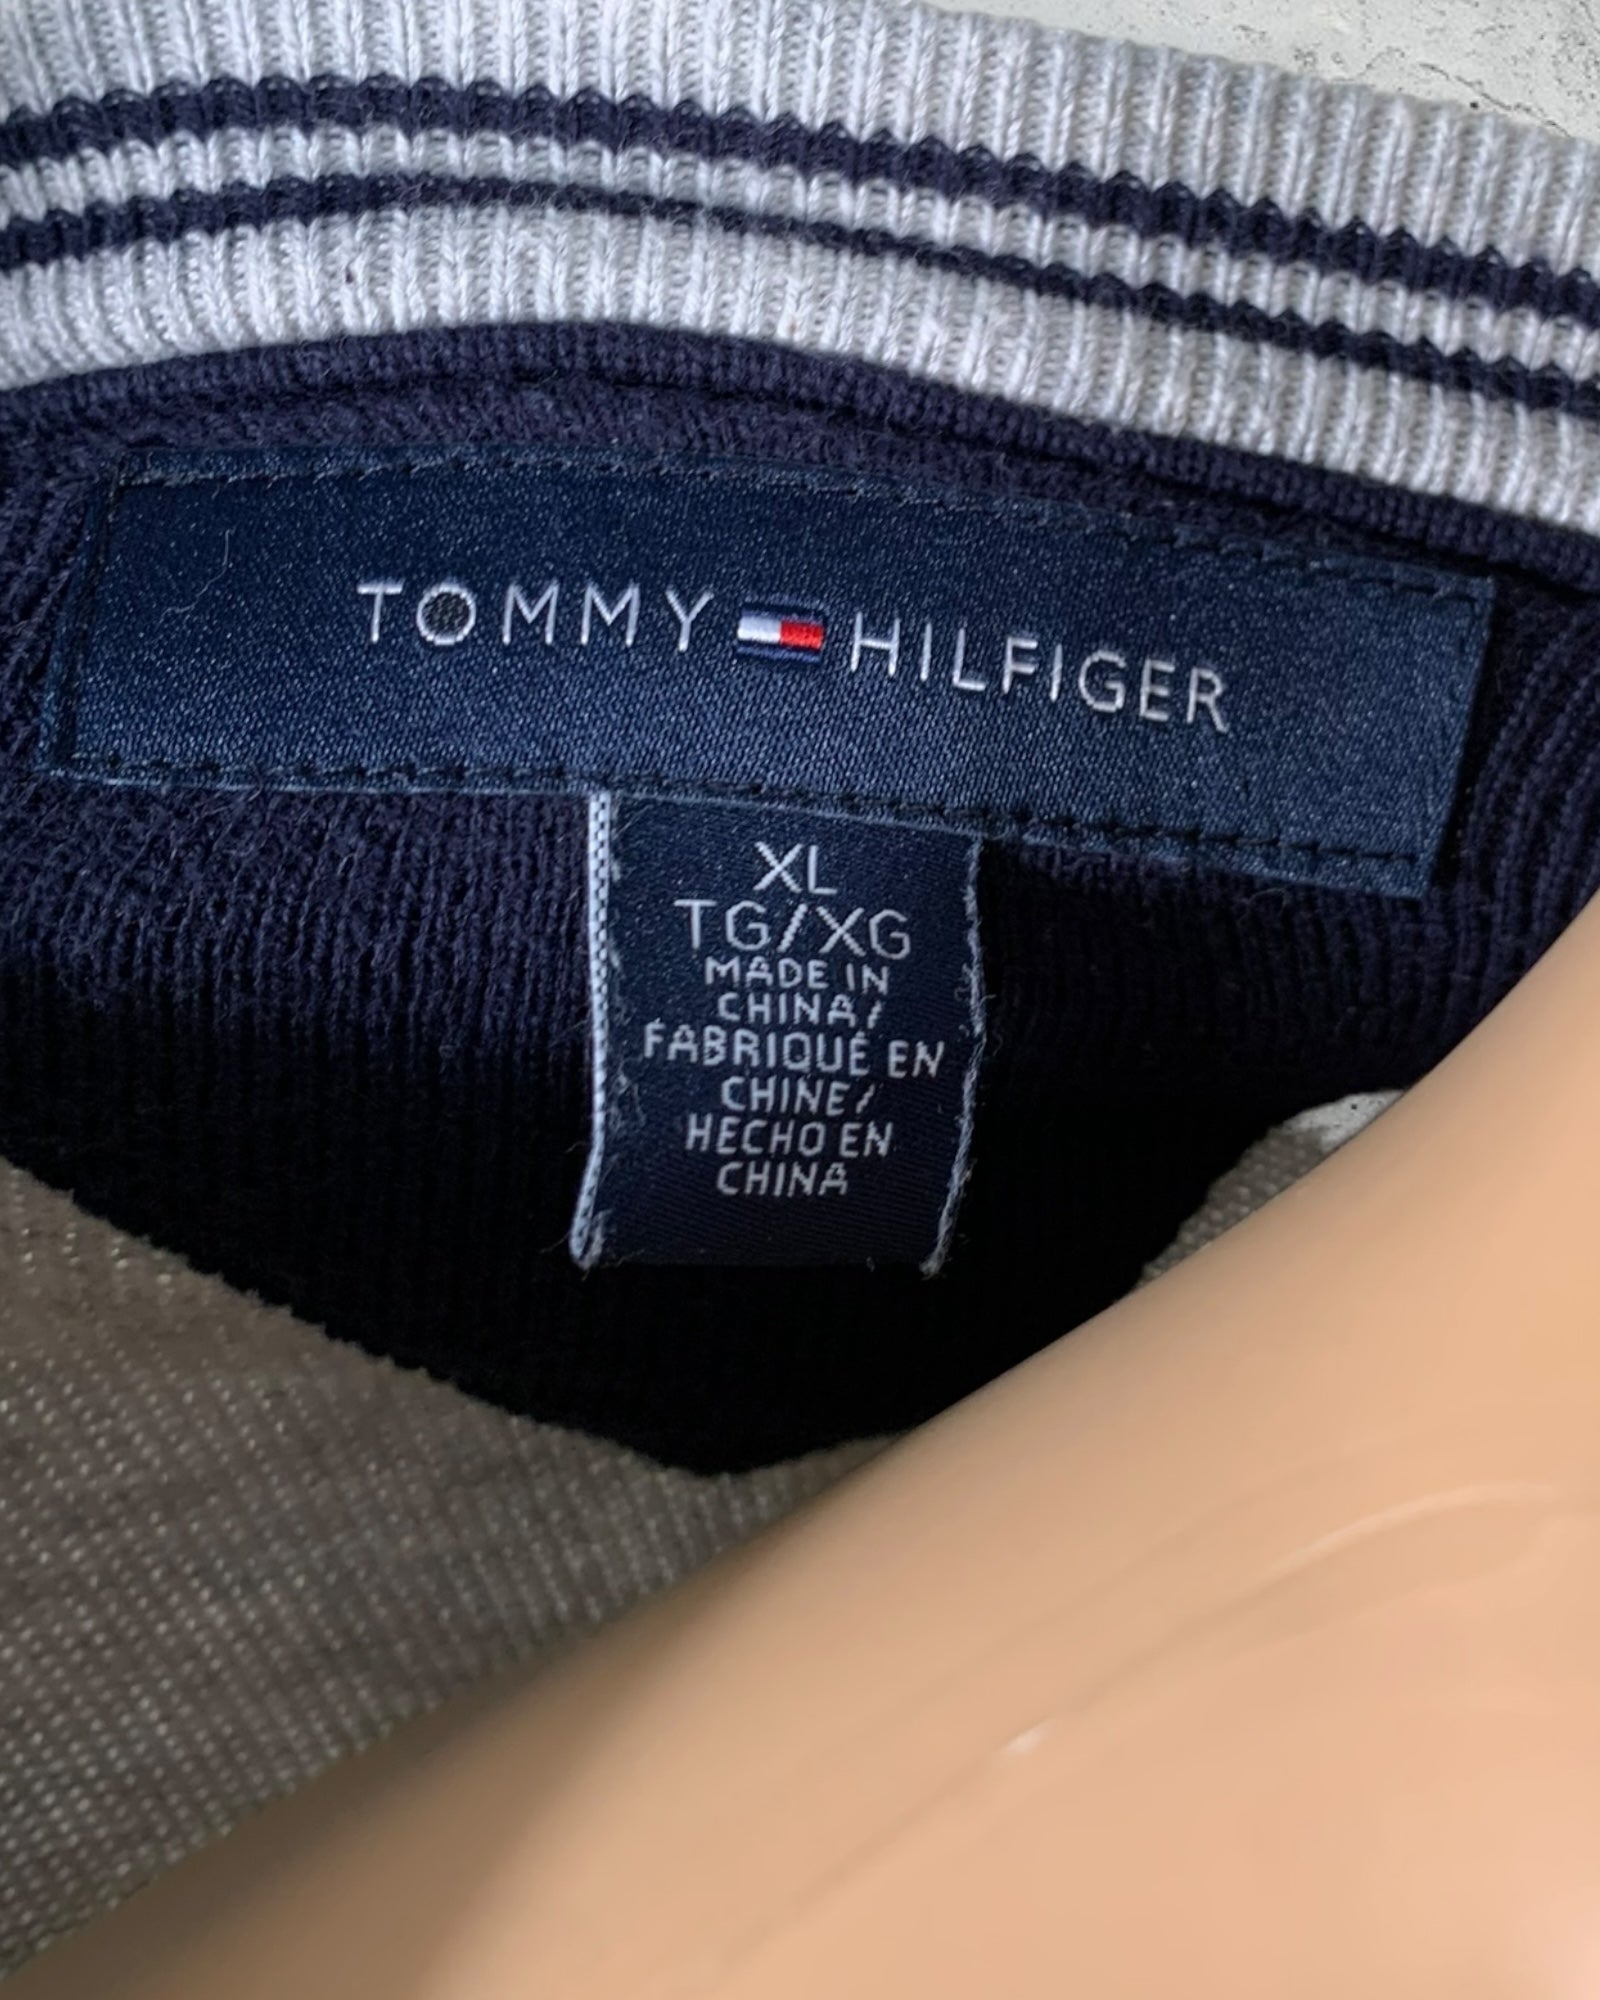 TOMMY HILFIGER
XL
TG/XG
MADE IN
CHINA/
FABRIQUÉ EN
CHINE/
HECHO EN
CHINA